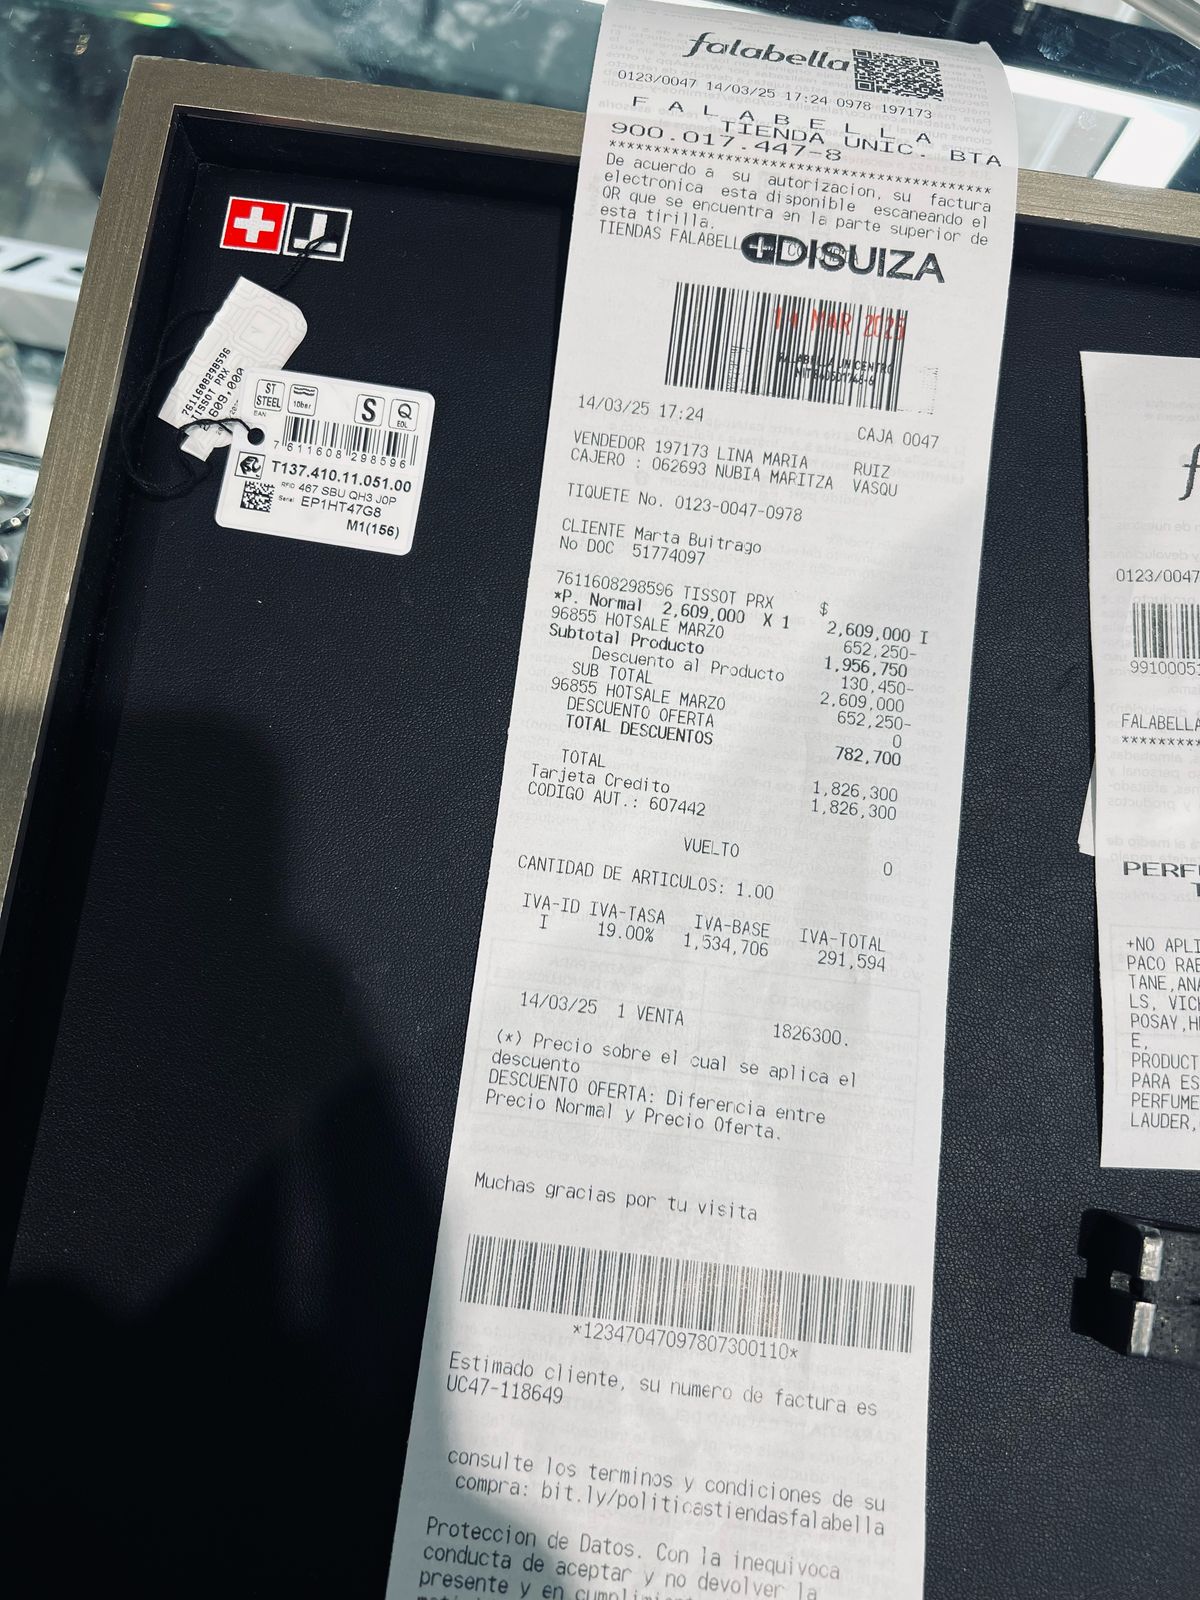 falabella
0123/0047 14/03/25 17:24 0978 197173
F A L A B E L L A
TIENDA UNIC. BTA
900.017.447-8
****************************************
De acuerdo a su autorizacion, su factura
electronica esta disponible escaneando el
QR que se encuentra en la parte superior de
esta tirilla.
TIENDAS FALABELL
DISUIZA
14 MAR 2025
FALABELLA UNICENTRO
14/03/25 17:24 CAJA 0047
VENDEDOR 197173 LINA MARIA RUIZ
CAJERO : 062693 NUBIA MARITZA VASQU
TIQUETE No. 0123-0047-0978
CLIENTE Marta Buitrago
No DOC 51774097
7611608298596 TISSOT PRX $
*P. Normal 2,609,000 X 1 2,609,000 I
96855 HOTSALE MARZO 652,250-
Subtotal Producto 1,956,750
Descuento al Producto 130,450-
SUB TOTAL 2,609,000
96855 HOTSALE MARZO 652,250-
DESCUENTO OFERTA 0
TOTAL DESCUENTOS 782,700
TOTAL 1,826,300
Tarjeta Credito 1,826,300
CODIGO AUT.: 607442
VUELTO 0
CANTIDAD DE ARTICULOS: 1.00
IVA-ID IVA-TASA IVA-BASE IVA-TOTAL
I 19.00% 1,534,706 291,594
14/03/25 1 VENTA 1826300.
(*) Precio sobre el cual se aplica el
descuento
DESCUENTO OFERTA: Diferencia entre
Precio Normal y Precio Oferta.
Muchas gracias por tu visita
*12347047097807300110*
Estimado cliente, su numero de factura es
UC47-118649
consulte los terminos y condiciones de su
compra: bit.ly/politicastiendasfalabella
Proteccion de Datos. Con la inequivoca
conducta de aceptar y no devolver la
presente y en
7611608298596
TISSOT PRX
609,000
ST
STEEL
10ber
S
Q
EOL
EAN
7 611608 298596
T137.410.11.051.00
RFID 467 SBU QH3 J0P
Serial EP1HT47G8
M1(156)
f
0123/0047
9910005
FALABELLA
PERF
+NO APLI
PACO RAB
TANE,ANA
LS, VICH
POSAY,H
E,
PRODUCT
PARA ES
PERFUME
LAUDER,